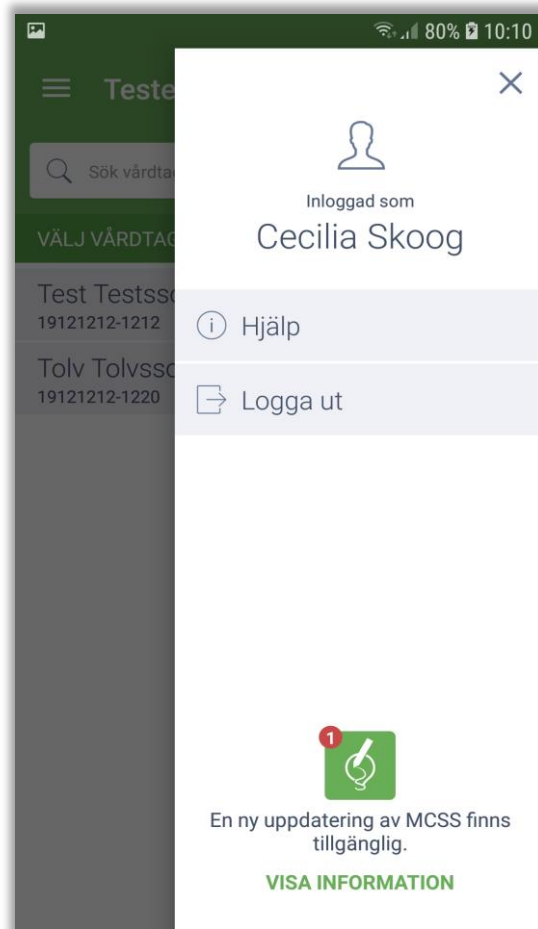 80% 10:10
Teste
Sök vårdta
VÄLJ VÅRDTAG
Test Testsso
19121212-1212
Tolv Tolvsso
19121212-1220
Inloggad som
Cecilia Skoog
Hjälp
Logga ut
1
En ny uppdatering av MCSS finns
tillgänglig.
VISA INFORMATION